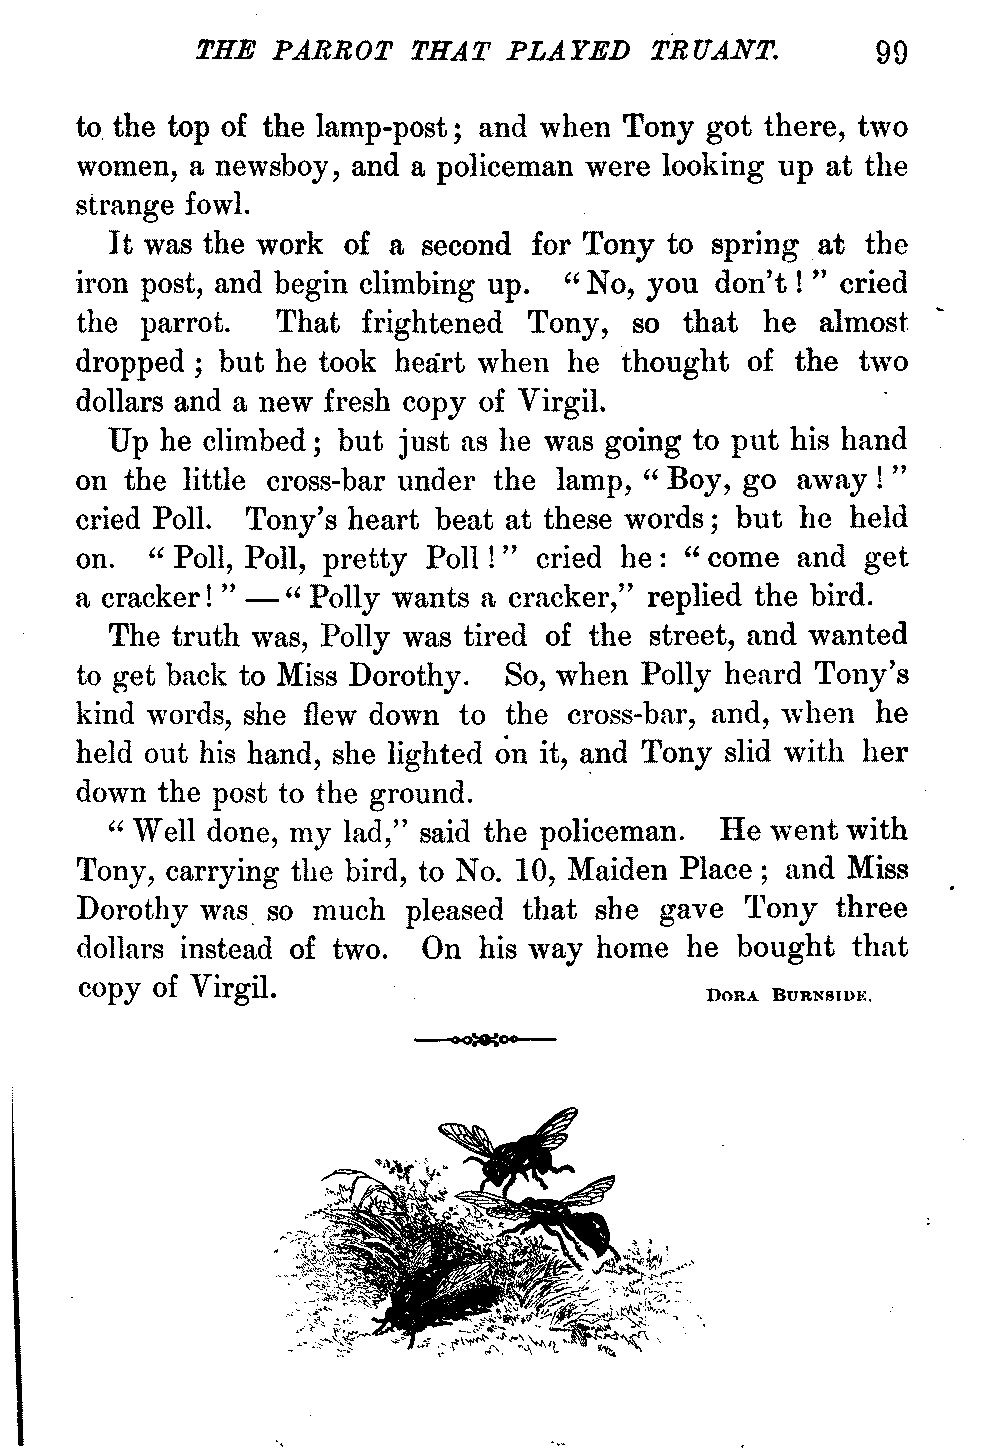 THE PARROT THAT PLAYED TRUANT. 99
to the top of the lamp-post; and when Tony got there, two
women, a newsboy, and a policeman were looking up at the
strange fowl.
It was the work of a second for Tony to spring at the
iron post, and begin climbing up. “No, you don’t!” cried
the parrot. That frightened Tony, so that he almost
dropped; but he took heart when he thought of the two
dollars and a new fresh copy of Virgil.
Up he climbed; but just as he was going to put his hand
on the little cross-bar under the lamp, “Boy, go away!”
cried Poll. Tony’s heart beat at these words; but he held
on. “Poll, Poll, pretty Poll!” cried he: “come and get
a cracker!” — “Polly wants a cracker,” replied the bird.
The truth was, Polly was tired of the street, and wanted
to get back to Miss Dorothy. So, when Polly heard Tony’s
kind words, she flew down to the cross-bar, and, when he
held out his hand, she lighted on it, and Tony slid with her
down the post to the ground.
“Well done, my lad,” said the policeman. He went with
Tony, carrying the bird, to No. 10, Maiden Place; and Miss
Dorothy was so much pleased that she gave Tony three
dollars instead of two. On his way home he bought that
copy of Virgil. DORA BURNSIDE.